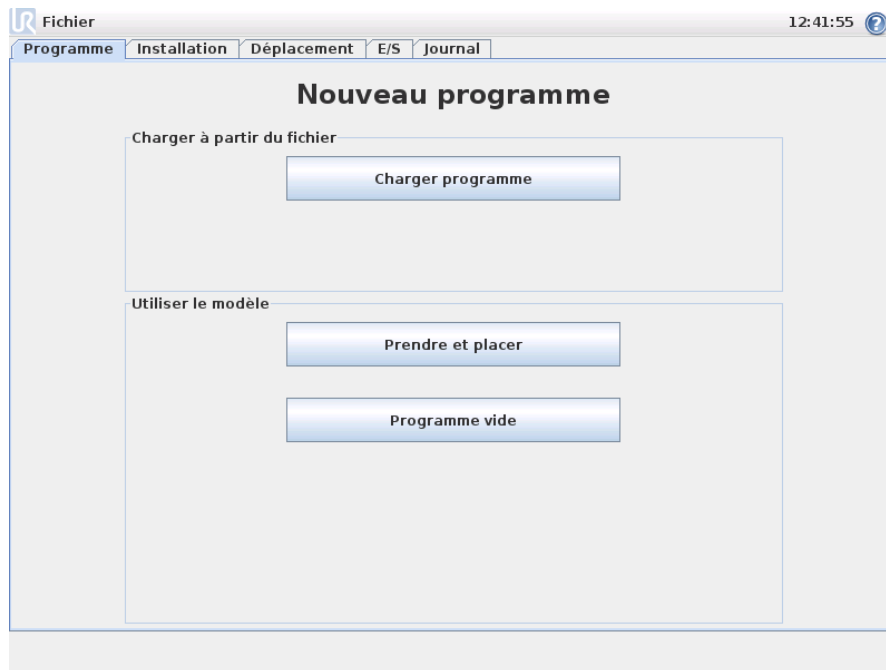 UR Fichier 12:41:55 ?
Programme Installation Déplacement E/S Journal
Nouveau programme
Charger à partir du fichier
Charger programme
Utiliser le modèle
Prendre et placer
Programme vide